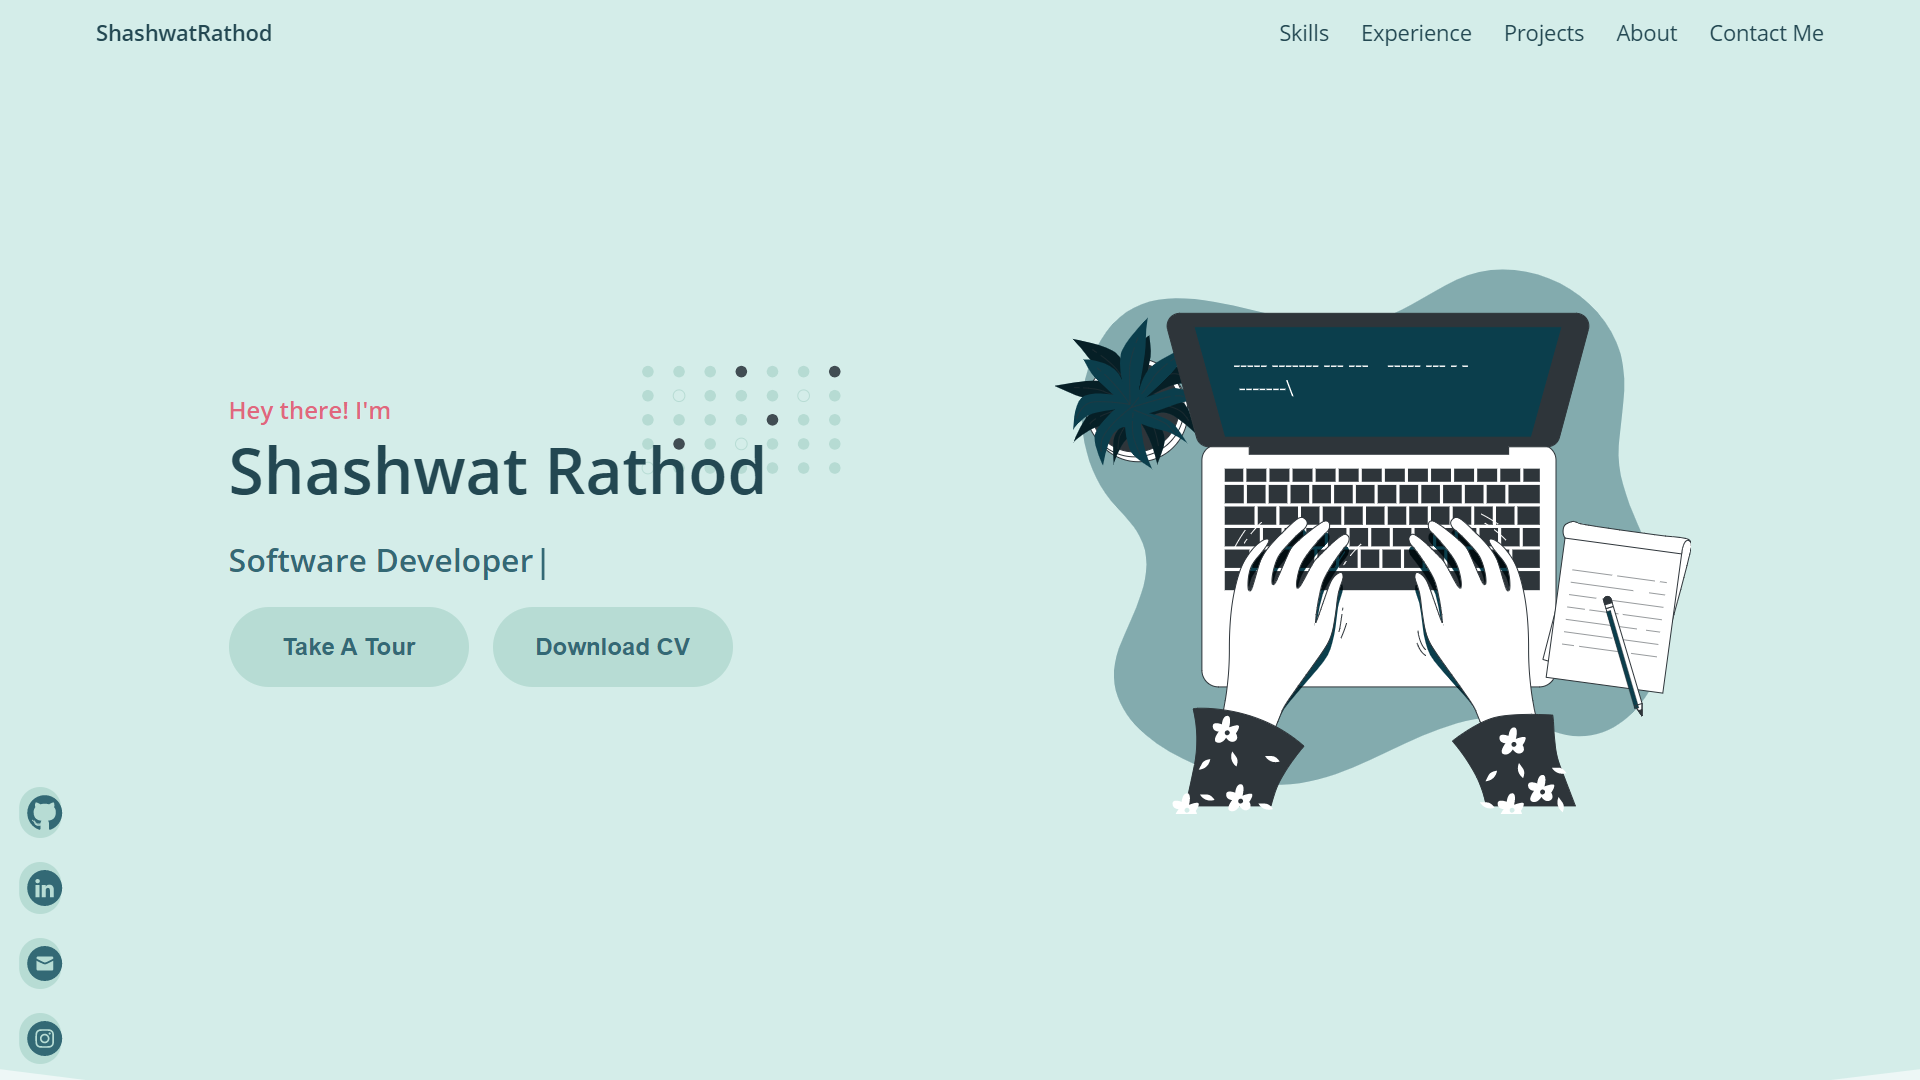 ShashwatRathod
Skills Experience Projects About Contact Me
Hey there! I'm
Shashwat Rathod
Software Developer|
Take A Tour Download CV